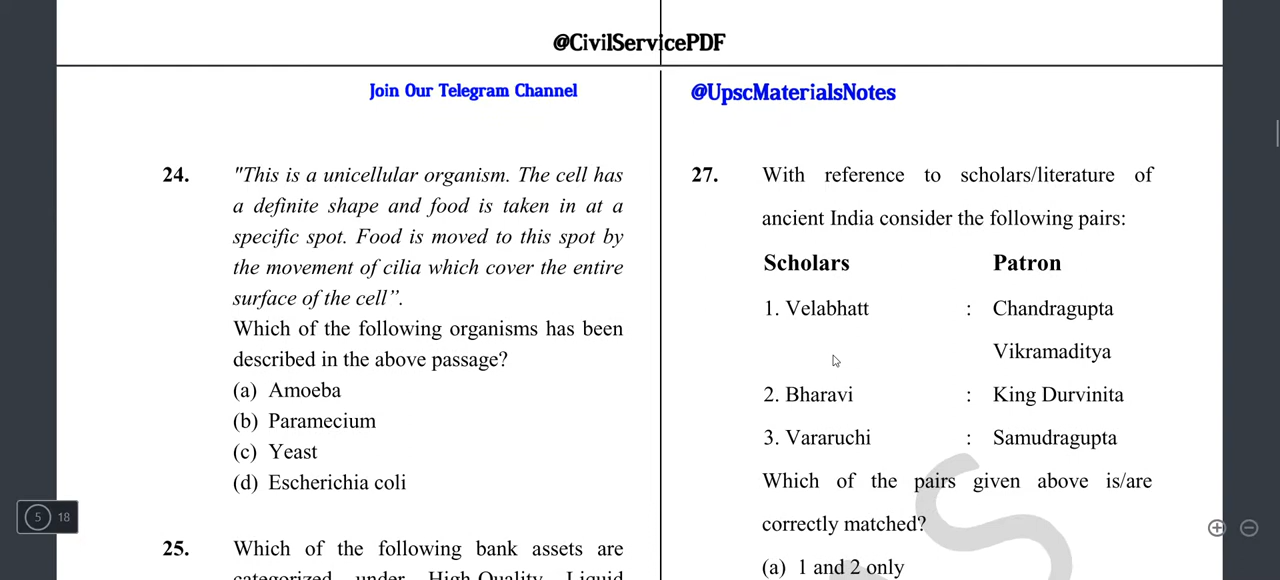 @CivilServicePDF
Join Our Telegram Channel
@UpscMaterialsNotes
24. "This is a unicellular organism. The cell has
a definite shape and food is taken in at a
specific spot. Food is moved to this spot by
the movement of cilia which cover the entire
surface of the cell”.
Which of the following organisms has been
described in the above passage?
(a) Amoeba
(b) Paramecium
(c) Yeast
(d) Escherichia coli
25. Which of the following bank assets are
categorized under High-Quality Liquid
27. With reference to scholars/literature of
ancient India consider the following pairs:
Scholars Patron
1. Velabhatt : Chandragupta
Vikramaditya
2. Bharavi : King Durvinita
3. Vararuchi : Samudragupta
Which of the pairs given above is/are
correctly matched?
(a) 1 and 2 only
5 18